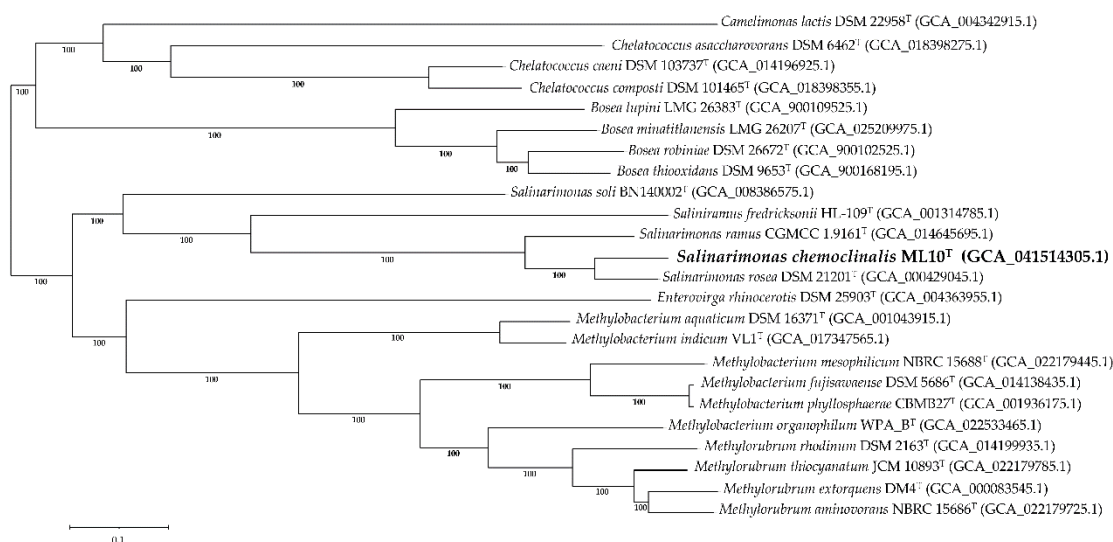 Camelimonas lactis DSM 22958ᵀ (GCA_004342915.1)
100
Chelatococcus asaccharovorans DSM 6462ᵀ (GCA_018398275.1)
100
Chelatococcus caeni DSM 103737ᵀ (GCA_014196925.1)
100
Chelatococcus composti DSM 101465ᵀ (GCA_018398355.1)
100
Bosea lupini LMG 26383ᵀ (GCA_900109525.1)
100
Bosea minatitlanensis LMG 26207ᵀ (GCA_025209975.1)
100
Bosea robiniae DSM 26672ᵀ (GCA_900102525.1)
100
Bosea thiooxidans DSM 9653ᵀ (GCA_900168195.1)
Salinarimonas soli BN140002ᵀ (GCA_008386575.1)
100
Saliniramus fredricksonii HL-109ᵀ (GCA_001314785.1)
100
Salinarimonas ramus CGMCC 1.9161ᵀ (GCA_014645695.1)
100
Salinarimonas chemoclinalis ML10ᵀ (GCA_041514305.1)
100
Salinarimonas rosea DSM 21201ᵀ (GCA_000429045.1)
100
Enterovirga rhinocerotis DSM 25903ᵀ (GCA_004363955.1)
Methylobacterium aquaticum DSM 16371ᵀ (GCA_001043915.1)
100
100
Methylobacterium indicum VL1ᵀ (GCA_017347565.1)
Methylobacterium mesophilicum NBRC 15688ᵀ (GCA_022179445.1)
100
100
Methylobacterium fujisawaense DSM 5686ᵀ (GCA_014138435.1)
100
Methylobacterium phyllosphaerae CBMB27ᵀ (GCA_001936175.1)
Methylobacterium organophilum WPA_Bᵀ (GCA_022533465.1)
100
Methylorubrum rhodinum DSM 2163ᵀ (GCA_014199935.1)
100
Methylorubrum thiocyanatum JCM 10893ᵀ (GCA_022179785.1)
100
Methylorubrum extorquens DM4ᵀ (GCA_000083545.1)
100
Methylorubrum aminovorans NBRC 15686ᵀ (GCA_022179725.1)
0.1